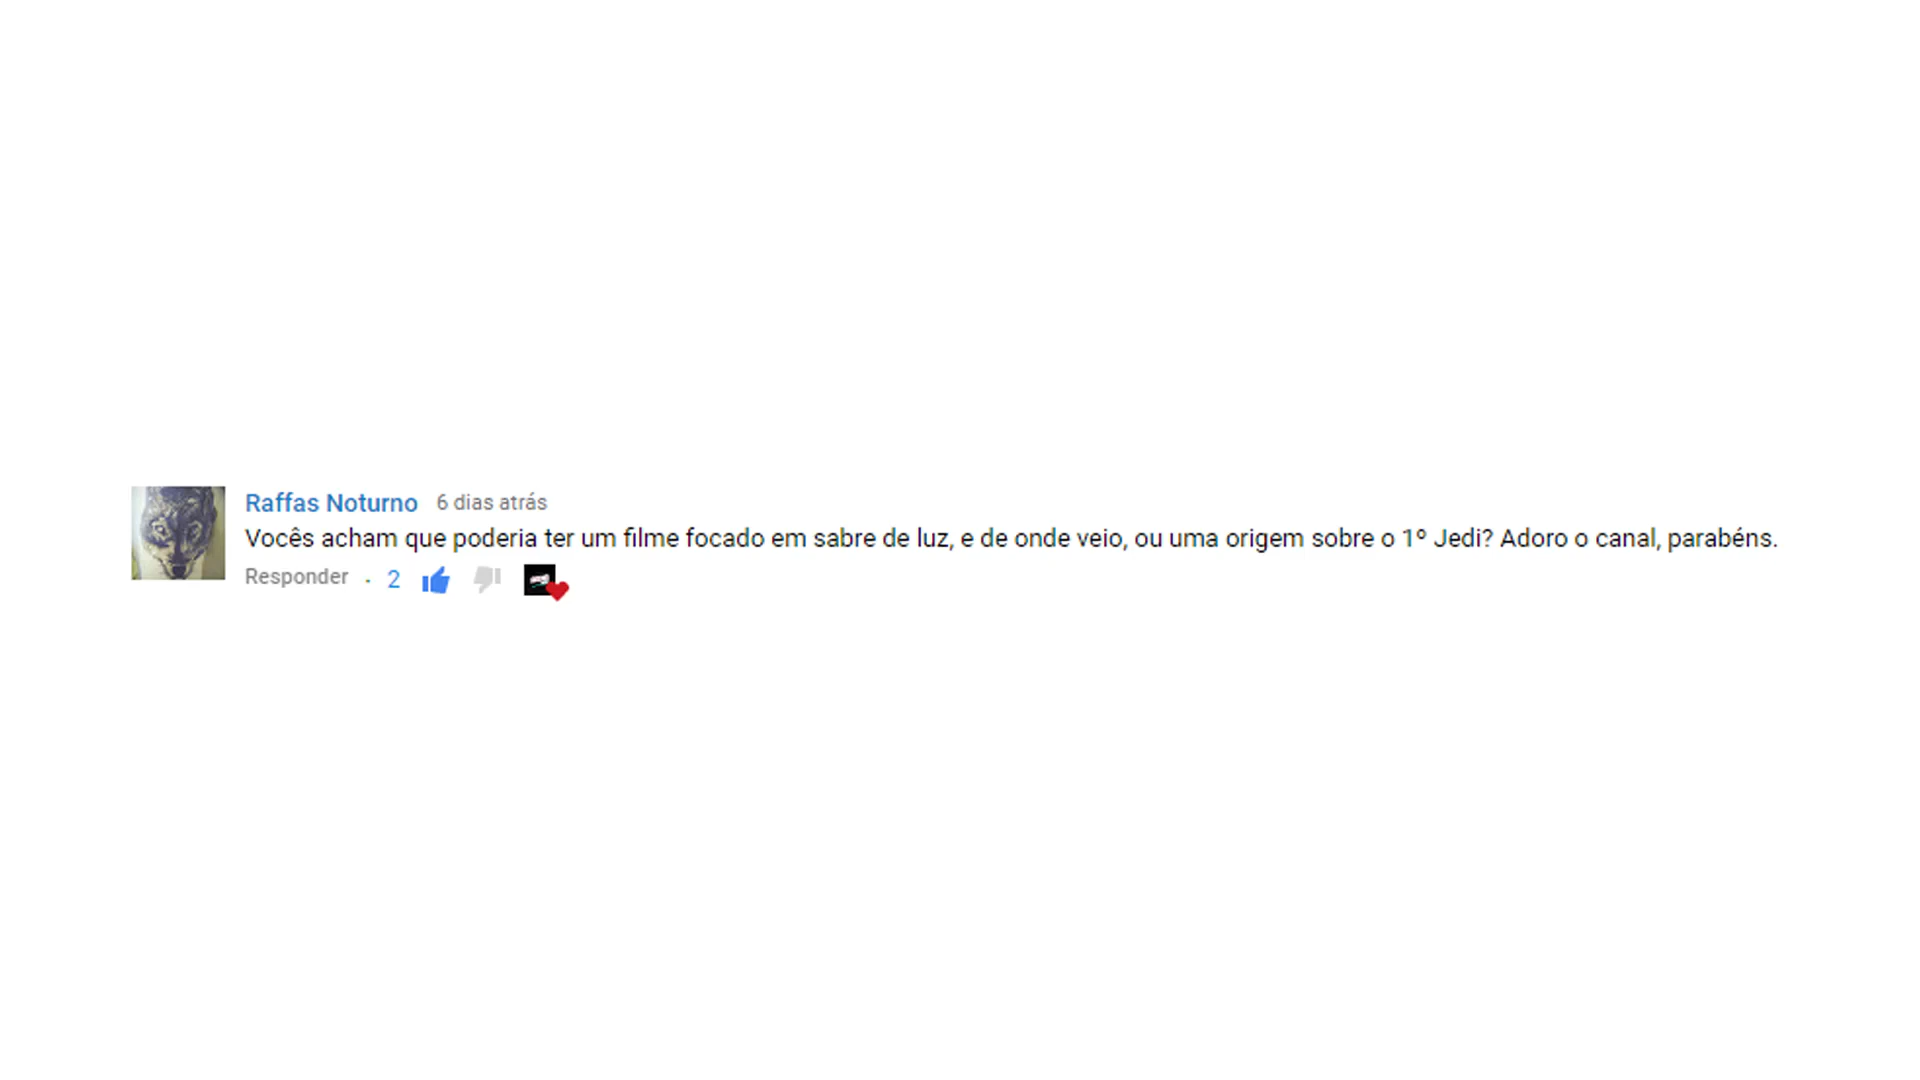 Raffas Noturno 6 dias atrás
Vocês acham que poderia ter um filme focado em sabre de luz, e de onde veio, ou uma origem sobre o 1º Jedi? Adoro o canal, parabéns.
Responder · 2